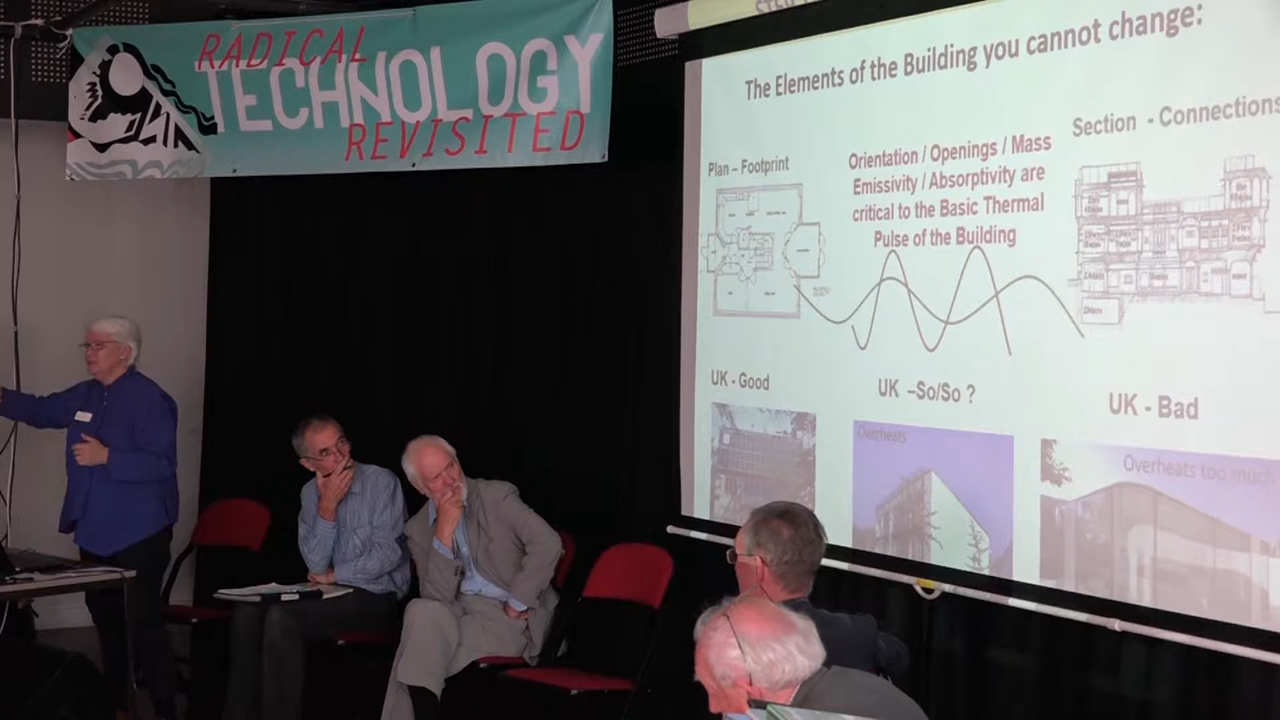 RADICAL
TECHNOLOGY
REVISITED
The Elements of the Building you cannot change:
Plan – Footprint
Orientation / Openings / Mass
Emissivity / Absorptivity are
critical to the Basic Thermal
Pulse of the Building
Section - Connections
UK - Good
UK –So/So ?
UK - Bad
Overheats
Overheats too much